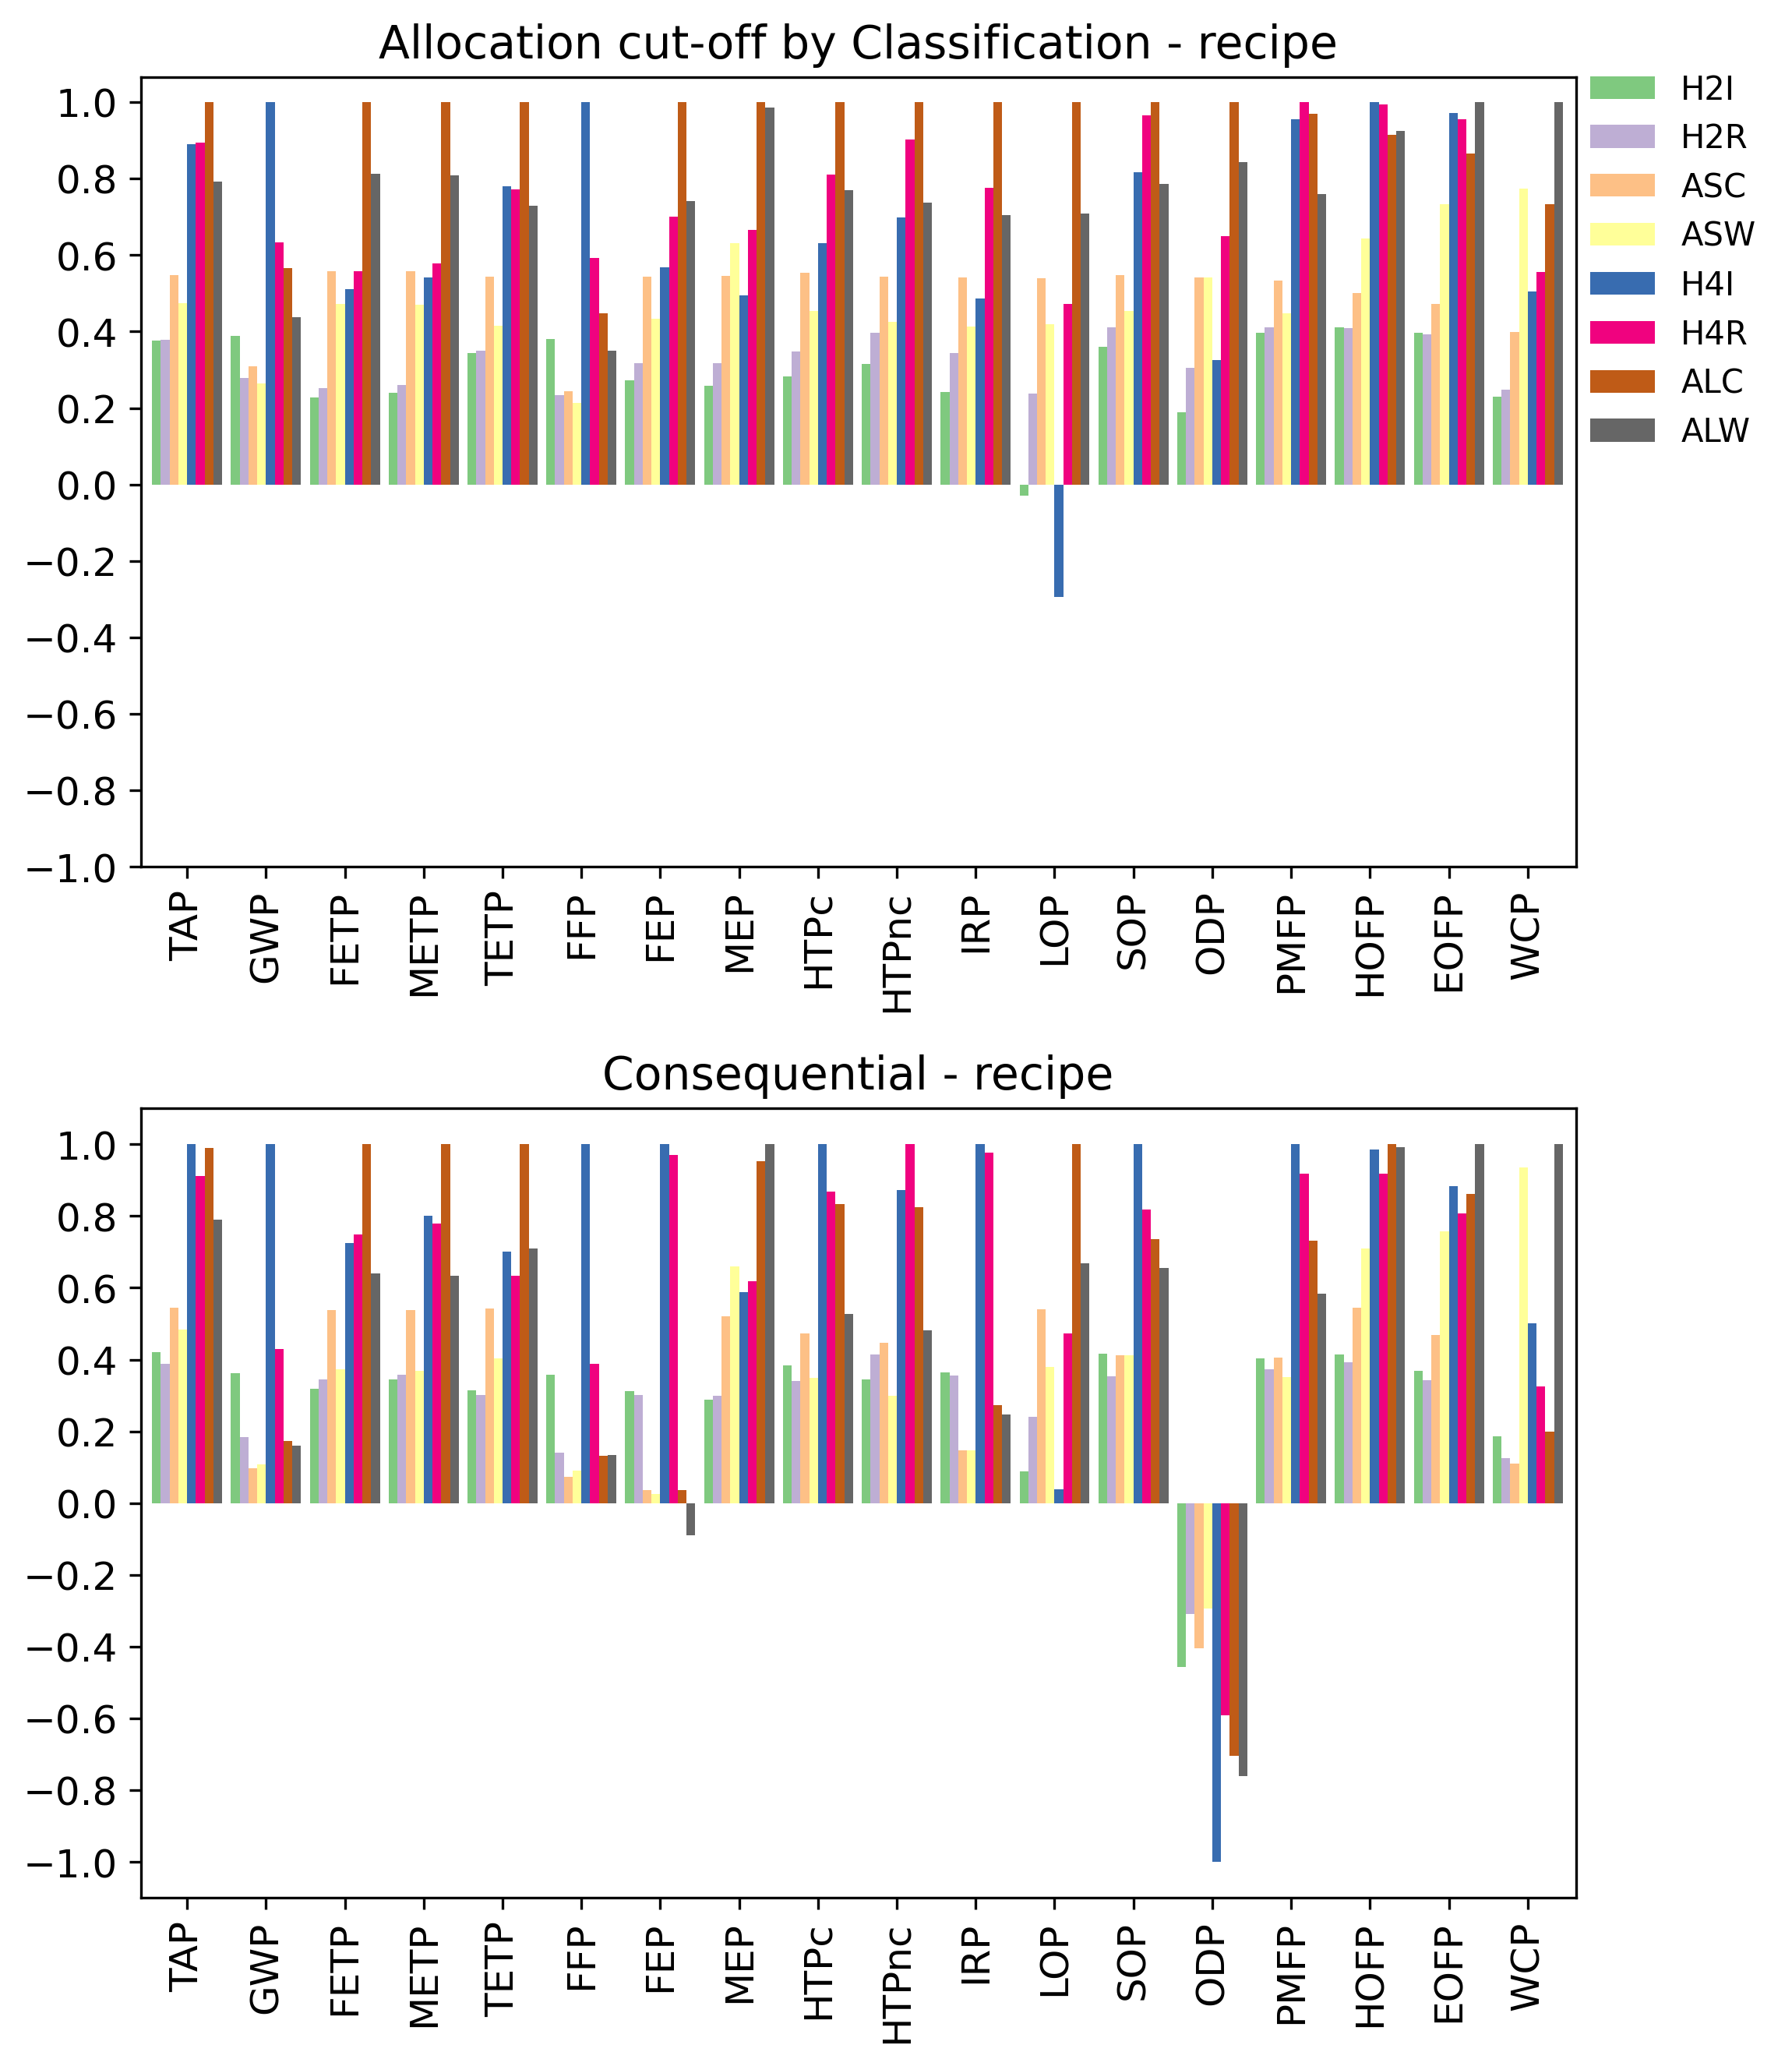 Allocation cut-off by Classification - recipe
1.0
0.8
0.6
0.4
0.2
0.0
−0.2
−0.4
−0.6
−0.8
−1.0
TAP
GWP
FETP
METP
TETP
FFP
FEP
MEP
HTPc
HTPnc
IRP
LOP
SOP
ODP
PMFP
HOFP
EOFP
WCP
H2I
H2R
ASC
ASW
H4I
H4R
ALC
ALW
Consequential - recipe
1.0
0.8
0.6
0.4
0.2
0.0
−0.2
−0.4
−0.6
−0.8
−1.0
TAP
GWP
FETP
METP
TETP
FFP
FEP
MEP
HTPc
HTPnc
IRP
LOP
SOP
ODP
PMFP
HOFP
EOFP
WCP